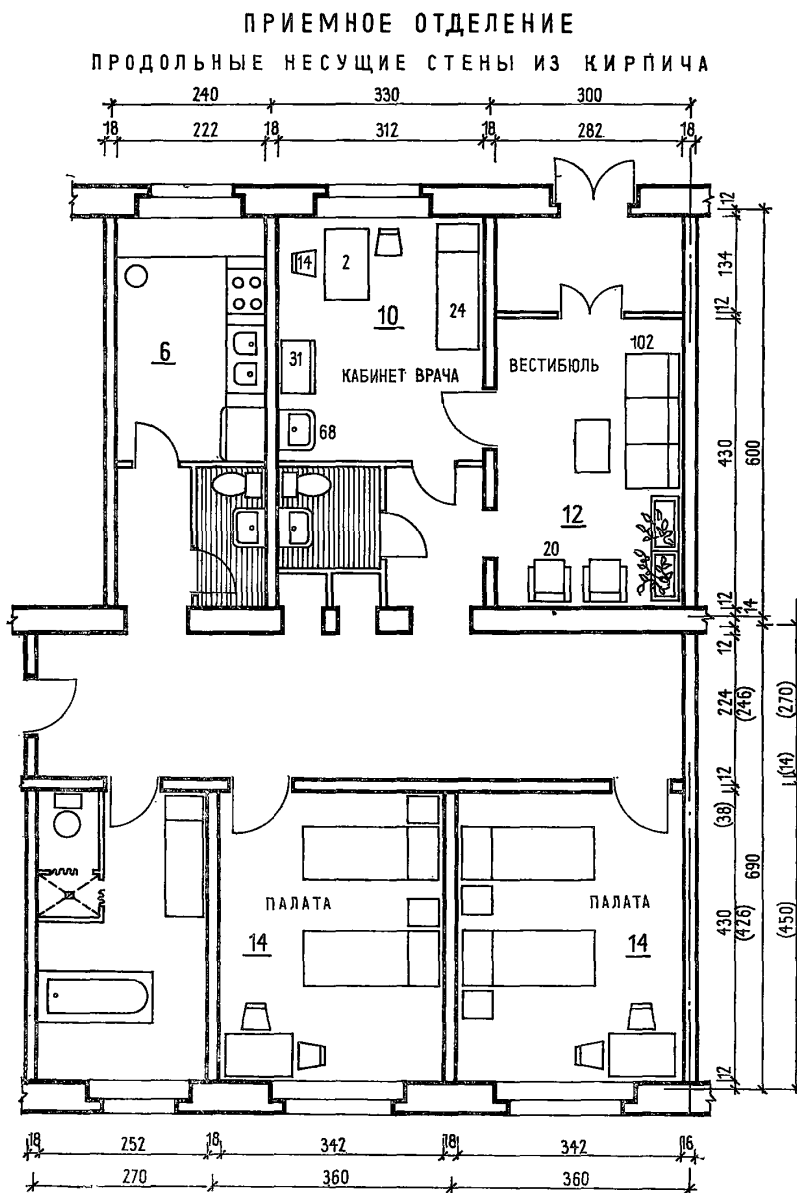 ПРИЕМНОЕ ОТДЕЛЕНИЕ
ПРОДОЛЬНЫЕ НЕСУЩИЕ СТЕНЫ ИЗ КИРПИЧА
240 330 300
18 222 18 312 18 282 18
12
134
12
14 2
10
24
6
31
КАБИНЕТ ВРАЧА
68
102
ВЕСТИБЮЛЬ
430 600
12
20
12 14
12
224 (246) (270)
12 (14)
(38)
690
ПАЛАТА ПАЛАТА
14 14
430 (426) (450)
12
18 252 18 342 18 342 16
270 360 360